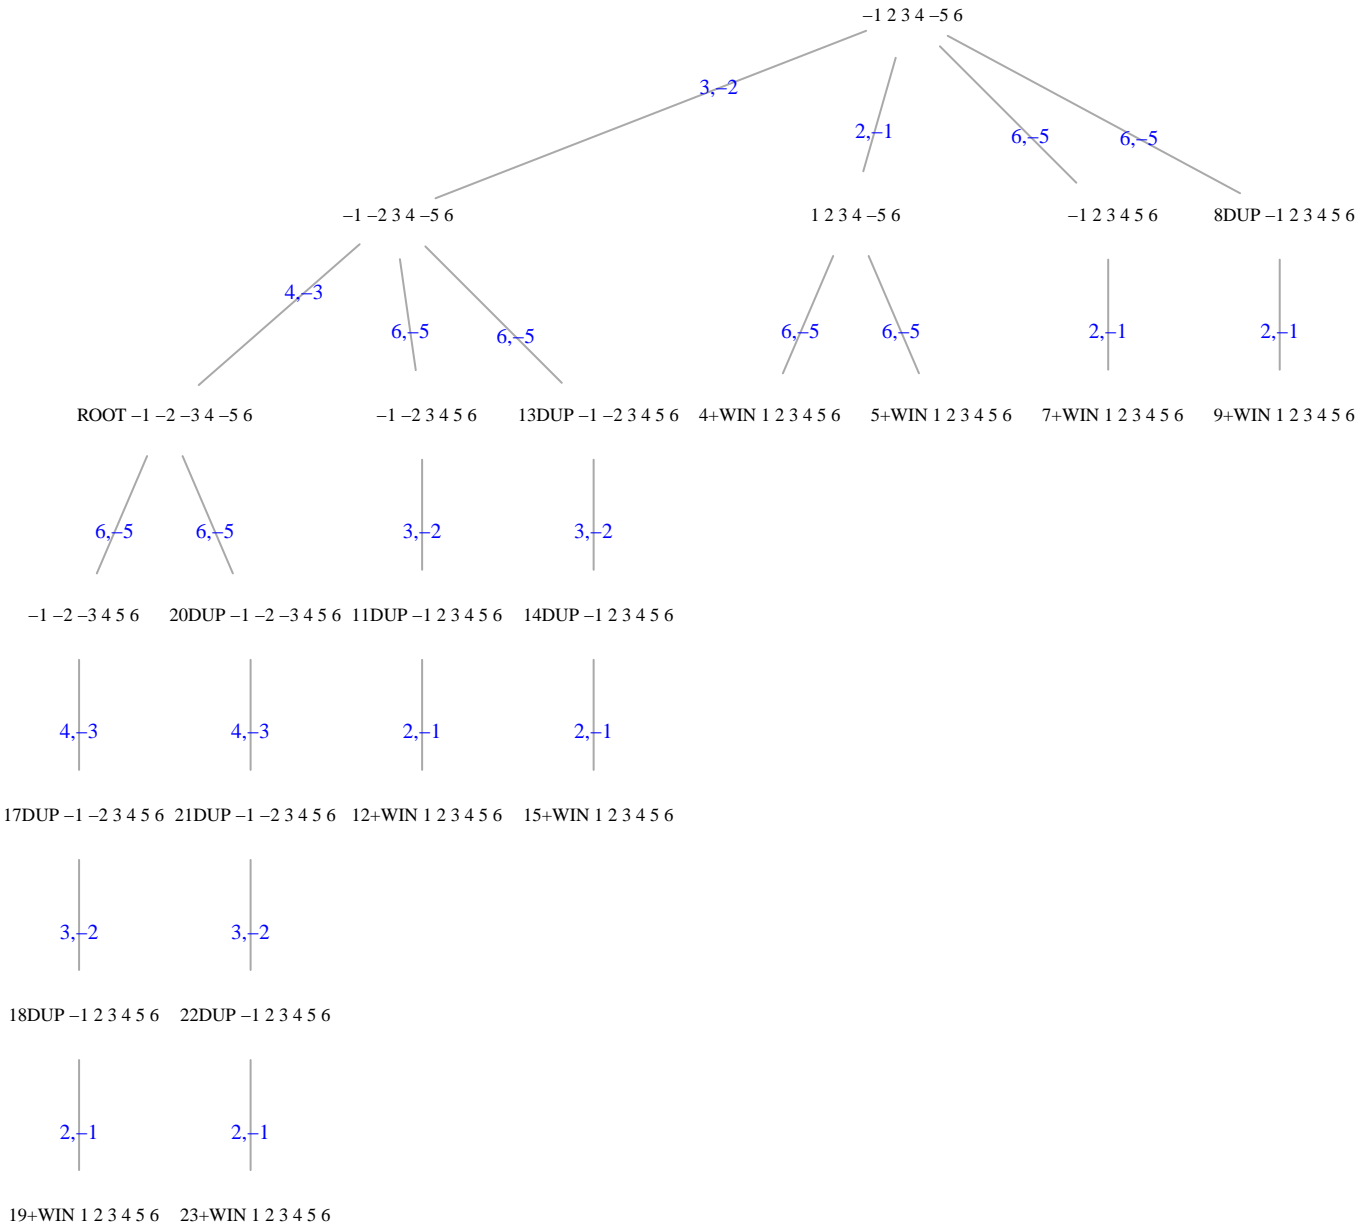 –1 2 3 4 –5 6
3,–2
2,–1
6,–5
6,–5
–1 –2 3 4 –5 6
1 2 3 4 –5 6
–1 2 3 4 5 6
8DUP –1 2 3 4 5 6
4,–3
6,–5
6,–5
6,–5
6,–5
2,–1
2,–1
ROOT –1 –2 –3 4 –5 6
–1 –2 3 4 5 6
13DUP –1 –2 3 4 5 6
4+WIN 1 2 3 4 5 6
5+WIN 1 2 3 4 5 6
7+WIN 1 2 3 4 5 6
9+WIN 1 2 3 4 5 6
6,–5
6,–5
3,–2
3,–2
–1 –2 –3 4 5 6
20DUP –1 –2 –3 4 5 6
11DUP –1 2 3 4 5 6
14DUP –1 2 3 4 5 6
4,–3
4,–3
2,–1
2,–1
17DUP –1 –2 3 4 5 6
21DUP –1 –2 3 4 5 6
12+WIN 1 2 3 4 5 6
15+WIN 1 2 3 4 5 6
3,–2
3,–2
18DUP –1 2 3 4 5 6
22DUP –1 2 3 4 5 6
2,–1
2,–1
19+WIN 1 2 3 4 5 6
23+WIN 1 2 3 4 5 6